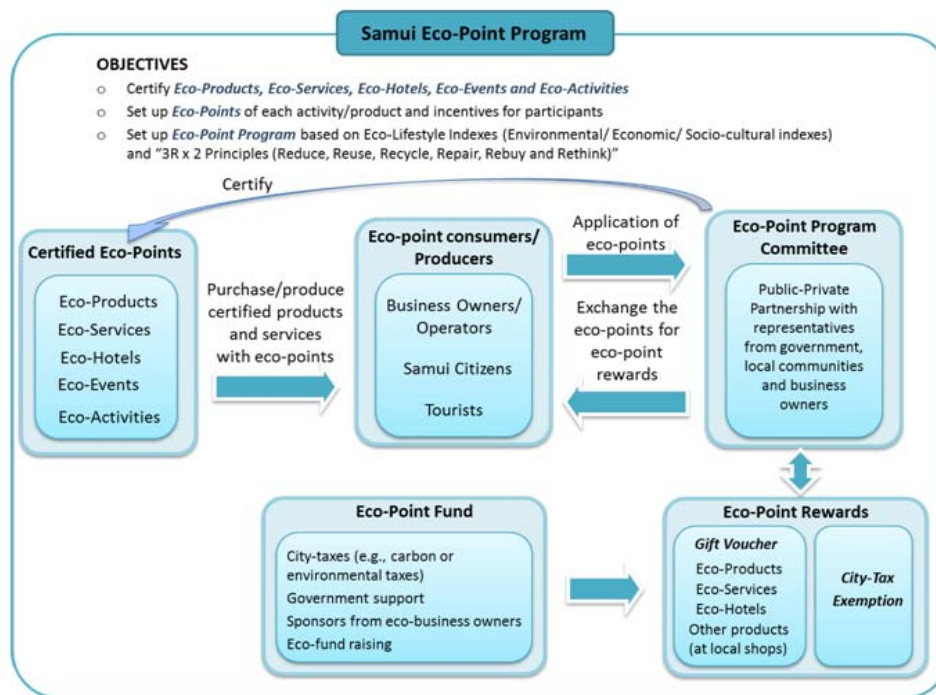 Samui Eco-Point Program
OBJECTIVES
o Certify Eco-Products, Eco-Services, Eco-Hotels, Eco-Events and Eco-Activities
o Set up Eco-Points of each activity/product and incentives for participants
o Set up Eco-Point Program based on Eco-Lifestyle Indexes (Environmental/ Economic/ Socio-cultural indexes)
and “3R x 2 Principles (Reduce, Reuse, Recycle, Repair, Rebuy and Rethink)”
Certify
Certified Eco-Points
Eco-Products
Eco-Services
Eco-Hotels
Eco-Events
Eco-Activities
Purchase/produce
certified products
and services
with eco-points
Eco-point consumers/
Producers
Business Owners/
Operators
Samui Citizens
Tourists
Application of
eco-points
Exchange the
eco-points for
eco-point
rewards
Eco-Point Program
Committee
Public-Private
Partnership with
representatives
from government,
local communities
and business
owners
Eco-Point Fund
City-taxes (e.g., carbon or
environmental taxes)
Government support
Sponsors from eco-business owners
Eco-fund raising
Eco-Point Rewards
Gift Voucher
Eco-Products
Eco-Services
Eco-Hotels
Other products
(at local shops)
City-Tax
Exemption